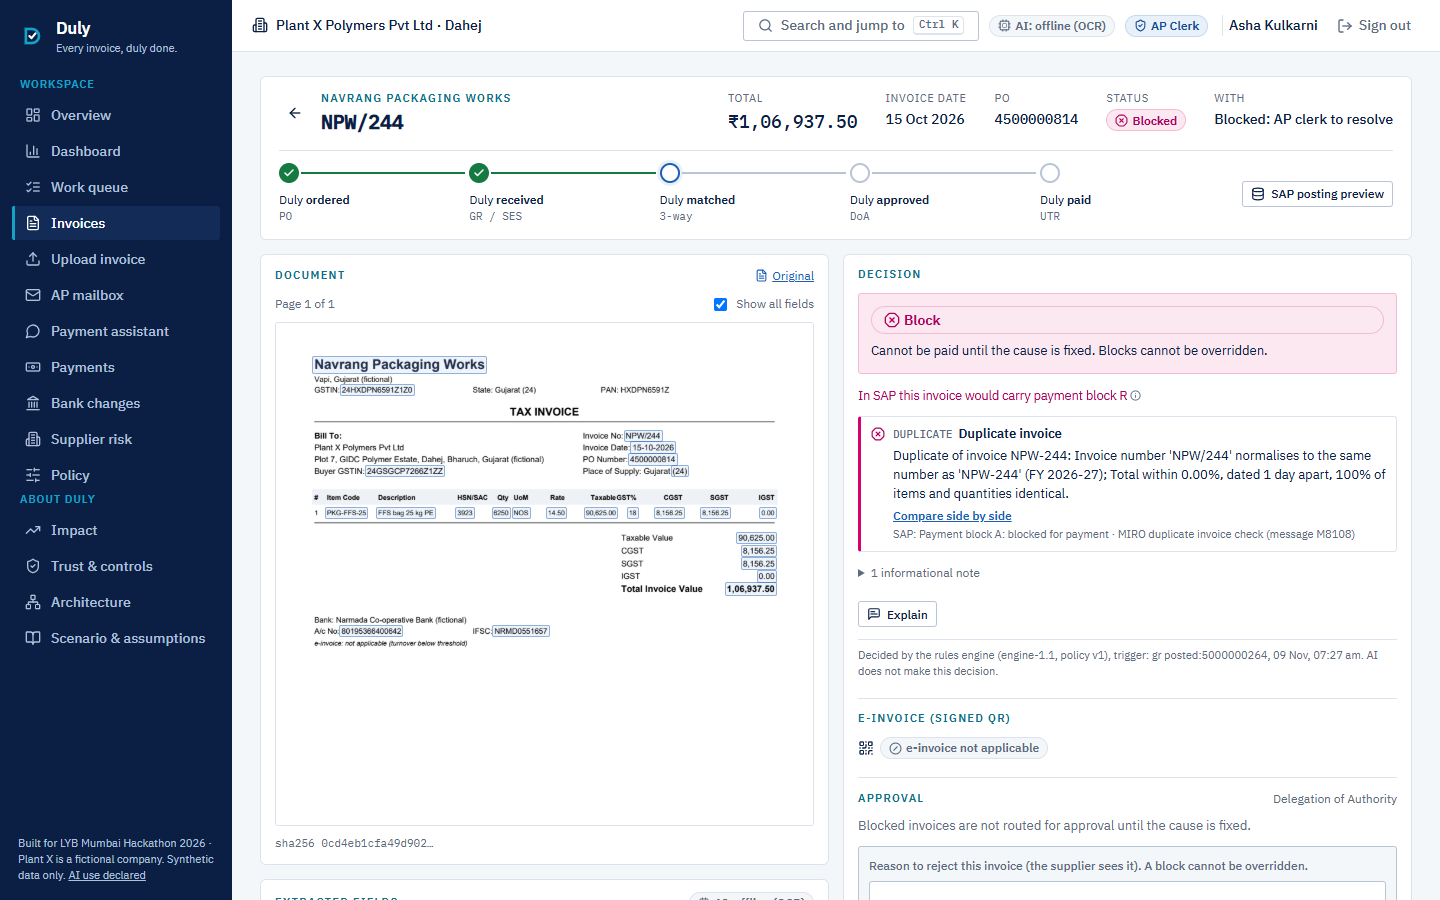 Duly
Every invoice, duly done.
WORKSPACE
Overview
Dashboard
Work queue
Invoices
Upload invoice
AP mailbox
Payment assistant
Payments
Bank changes
Supplier risk
Policy
ABOUT DULY
Impact
Trust & controls
Architecture
Scenario & assumptions
Built for LYB Mumbai Hackathon 2026 ·
Plant X is a fictional company. Synthetic
data only. AI use declared
Plant X Polymers Pvt Ltd · Dahej
Search and jump to Ctrl K
AI: offline (OCR)
AP Clerk
Asha Kulkarni
Sign out
NAVRANG PACKAGING WORKS
NPW/244
TOTAL
₹1,06,937.50
INVOICE DATE
15 Oct 2026
PO
4500000814
STATUS
Blocked
WITH
Blocked: AP clerk to resolve
Duly ordered
PO
Duly received
GR / SES
Duly matched
3-way
Duly approved
DoA
Duly paid
UTR
SAP posting preview
DOCUMENT
Original
Page 1 of 1
Show all fields
Navrang Packaging Works
Vapi, Gujarat (fictional)
GSTIN: 24HXDPN6591Z1Z0 State: Gujarat (24) PAN: HXDPN6591Z
TAX INVOICE
Bill To:
Plant X Polymers Pvt Ltd
Plot 7, GIDC Polymer Estate, Dahej, Bharuch, Gujarat (fictional)
Buyer GSTIN: 24GSGCP7266Z1ZZ
Invoice No: NPW/244
Invoice Date: 15-10-2026
PO Number: 4500000814
Place of Supply: Gujarat (24)
# Item Code Description HSN/SAC Qty UoM Rate Taxable GST% CGST SGST IGST
1 PKG-FFS-25 FFS bag 25 kg PE 3923 6250 NOS 14.50 90,625.00 18 8,156.25 8,156.25 0.00
Taxable Value 90,625.00
CGST 8,156.25
SGST 8,156.25
IGST 0.00
Total Invoice Value 1,06,937.50
Bank: Narmada Co-operative Bank (fictional)
A/c No: 80195366400642 IFSC: NRMD0551657
e-invoice: not applicable (turnover below threshold)
sha256 0cd4eb1cfa49d902…
DECISION
Block
Cannot be paid until the cause is fixed. Blocks cannot be overridden.
In SAP this invoice would carry payment block R
DUPLICATE Duplicate invoice
Duplicate of invoice NPW-244: Invoice number 'NPW/244' normalises to the same
number as 'NPW-244' (FY 2026-27); Total within 0.00%, dated 1 day apart, 100% of
items and quantities identical.
Compare side by side
SAP: Payment block A: blocked for payment · MIRO duplicate invoice check (message M8108)
1 informational note
Explain
Decided by the rules engine (engine-1.1, policy v1), trigger: gr posted:5000000264, 09 Nov, 07:27 am. AI
does not make this decision.
E-INVOICE (SIGNED QR)
e-invoice not applicable
APPROVAL
Delegation of Authority
Blocked invoices are not routed for approval until the cause is fixed.
Reason to reject this invoice (the supplier sees it). A block cannot be overridden.